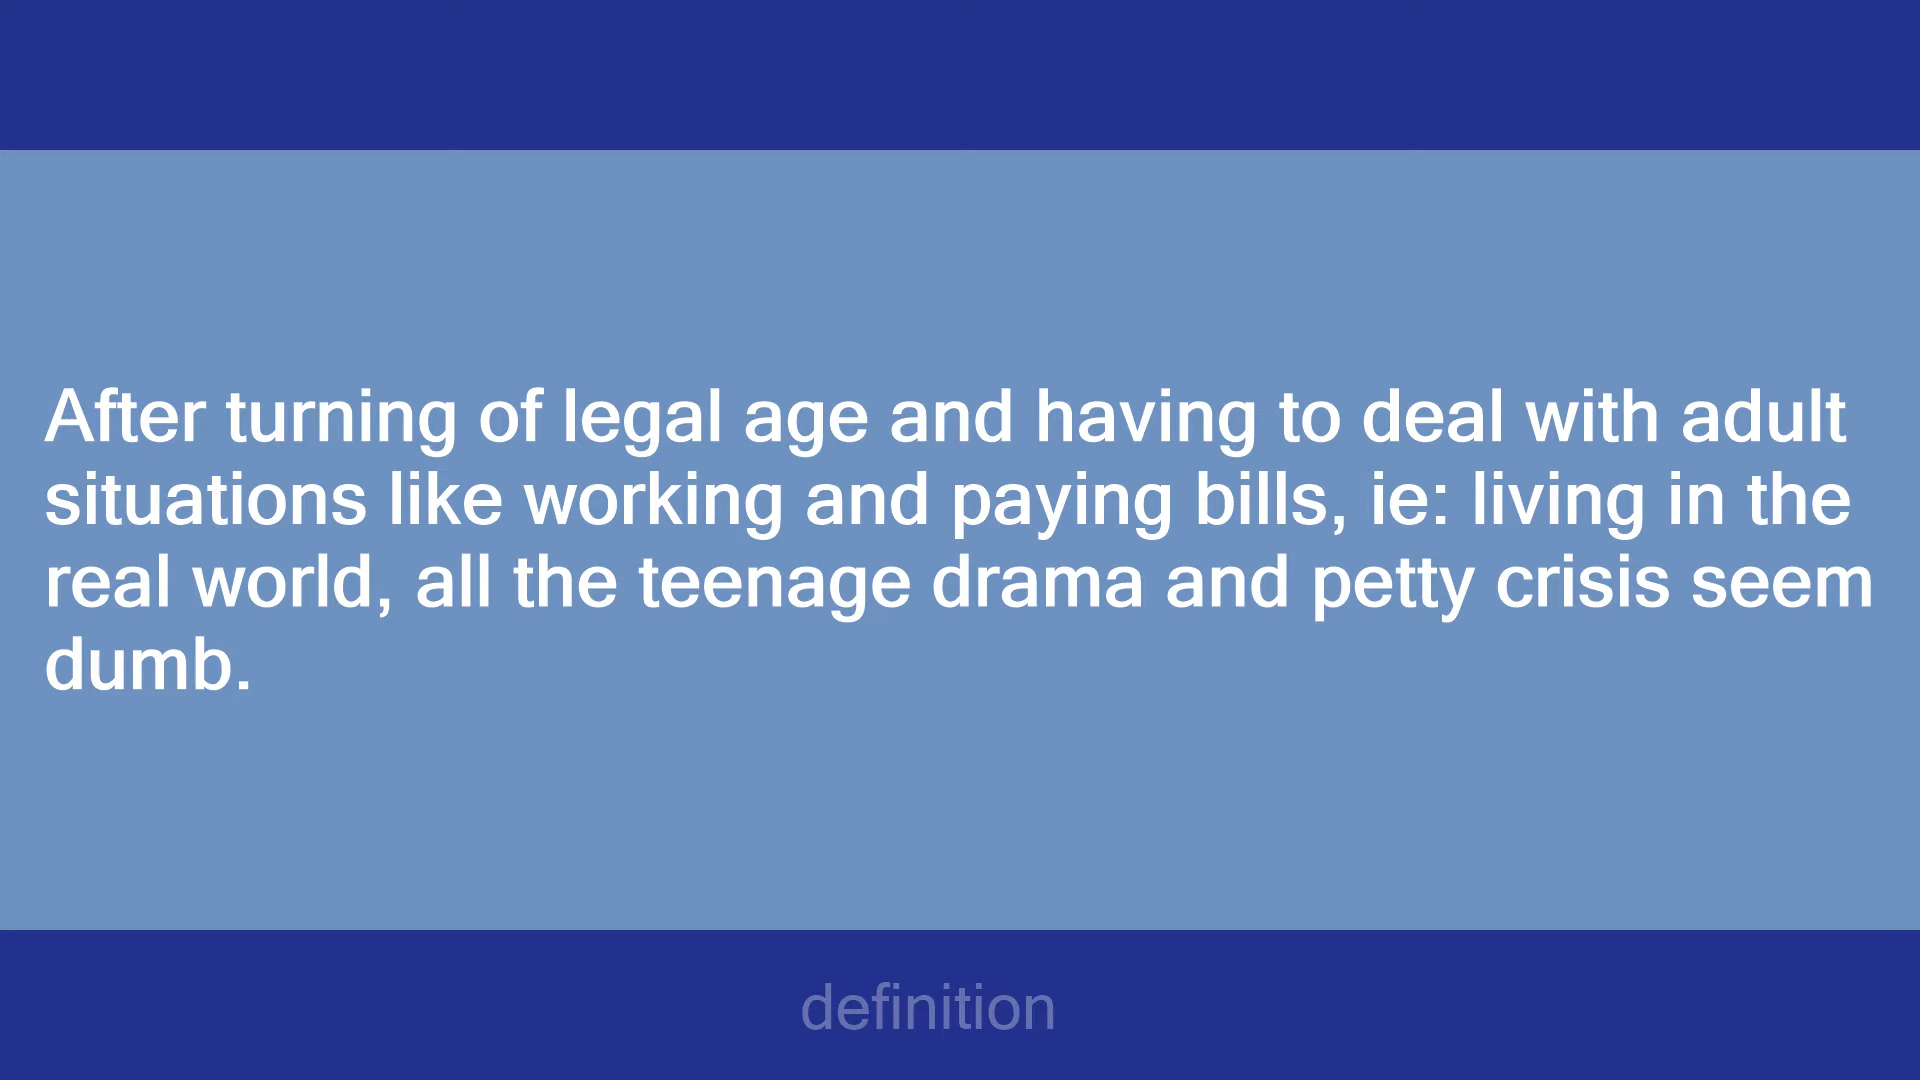 After turning of legal age and having to deal with adult
situations like working and paying bills, ie: living in the
real world, all the teenage drama and petty crisis seem
dumb.
definition